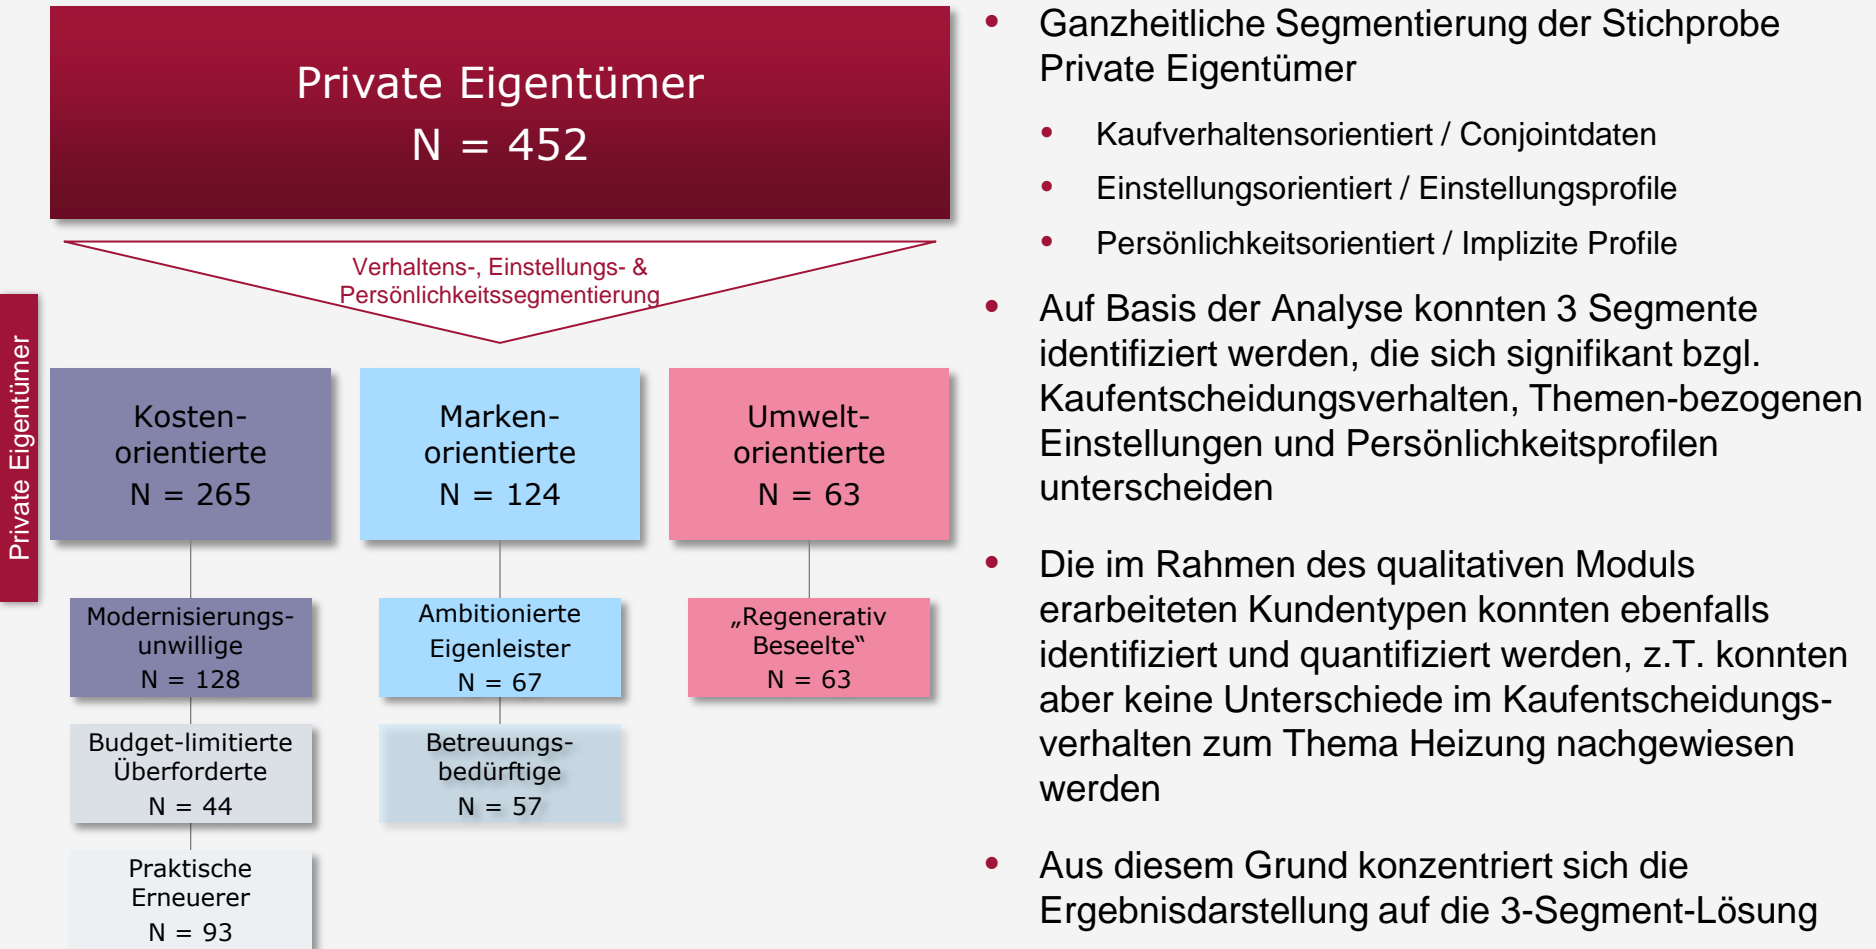 Private Eigentümer
N = 452
Verhaltens-, Einstellungs- &
Persönlichkeitssegmentierung
Private Eigentümer
Kosten-
orientierte
N = 265
Marken-
orientierte
N = 124
Umwelt-
orientierte
N = 63
Modernisierungs-
unwillige
N = 128
Budget-limitierte
Überforderte
N = 44
Praktische
Erneuerer
N = 93
Ambitionierte
Eigenleister
N = 67
Betreuungs-
bedürftige
N = 57
„Regenerativ
Beseelte“
N = 63
• Ganzheitliche Segmentierung der Stichprobe
Private Eigentümer
• Kaufverhaltensorientiert / Conjointdaten
• Einstellungsorientiert / Einstellungsprofile
• Persönlichkeitsorientiert / Implizite Profile
• Auf Basis der Analyse konnten 3 Segmente
identifiziert werden, die sich signifikant bzgl.
Kaufentscheidungsverhalten, Themen-bezogenen
Einstellungen und Persönlichkeitsprofilen
unterscheiden
• Die im Rahmen des qualitativen Moduls
erarbeiteten Kundentypen konnten ebenfalls
identifiziert und quantifiziert werden, z.T. konnten
aber keine Unterschiede im Kaufentscheidungs-
verhalten zum Thema Heizung nachgewiesen
werden
• Aus diesem Grund konzentriert sich die
Ergebnisdarstellung auf die 3-Segment-Lösung